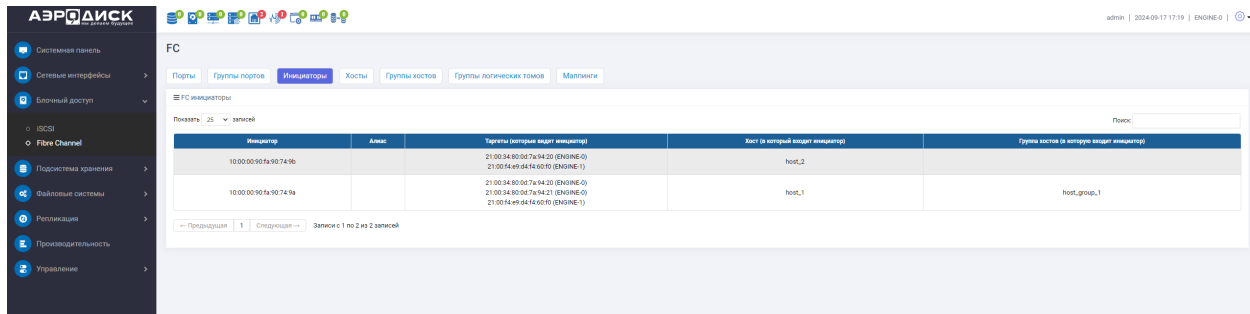 АЭРОДИСК
мы делаем будущее
admin | 2024-09-17 17:19 | ENGINE-0 |
Системная панель
Сетевые интерфейсы
Блочный доступ
iSCSI
Fibre Channel
Подсистема хранения
Файловые системы
Репликация
Производительность
Управление
FC
Порты Группы портов Инициаторы Хосты Группы хостов Группы логических томов Маппинги
FC инициаторы
Показать 25 записей Поиск:
Инициатор Алиас Таргеты (которые видят инициатор) Хост (в который входит инициатор) Группа хостов (в которую входит инициатор)
10:00:00:90:fa:90:74:9b
21:00:34:80:0d:7a:94:20 (ENGINE-0)
21:00:f4:e9:d4:f4:60:f0 (ENGINE-1)
host_2
10:00:00:90:fa:90:74:9a
21:00:34:80:0d:7a:94:20 (ENGINE-0)
21:00:34:80:0d:7a:94:21 (ENGINE-0)
21:00:f4:e9:d4:f4:60:f0 (ENGINE-1)
host_1
host_group_1
← Предыдущая 1 Следующая → Записи с 1 по 2 из 2 записей